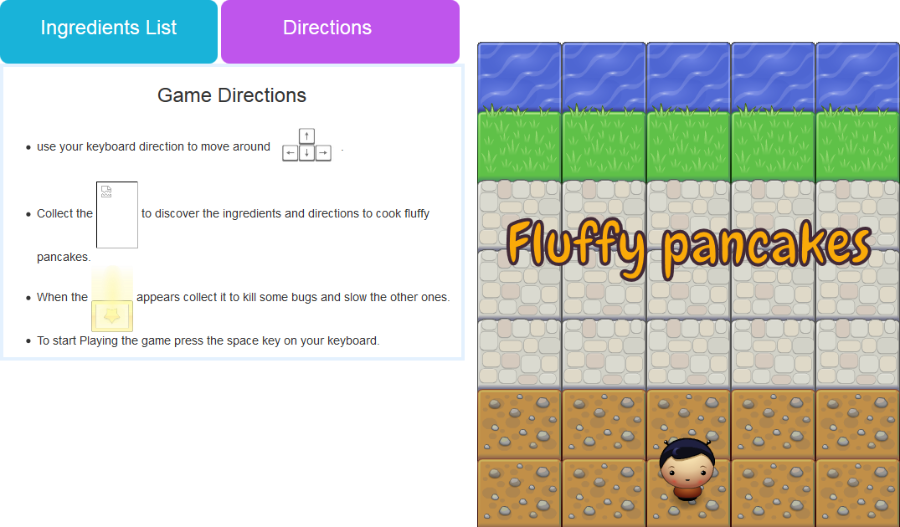 Ingredients List
Directions
Game Directions
use your keyboard direction to move around .
Collect the to discover the ingredients and directions to cook fluffy
pancakes.
When the appears collect it to kill some bugs and slow the other ones.
To start Playing the game press the space key on your keyboard.
Fluffy pancakes